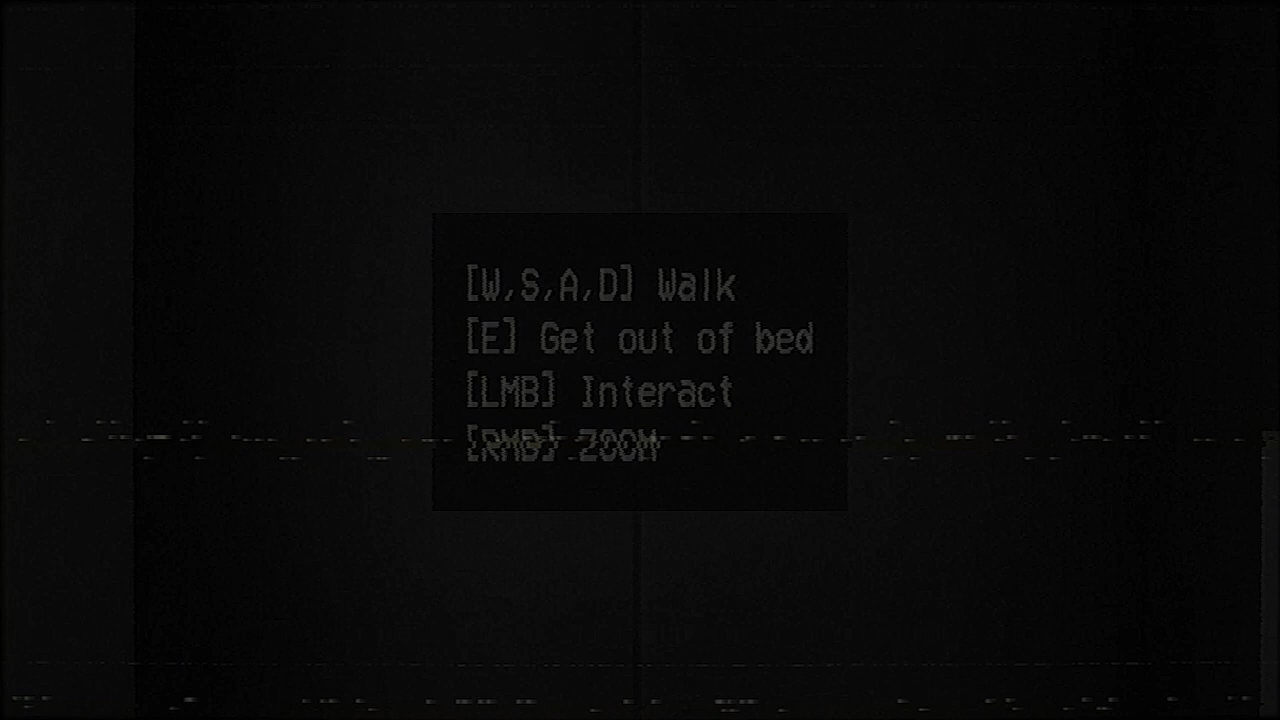 [W,S,A,D] Walk
[E] Get out of bed
[LMB] Interact
[RMB] ZOOM